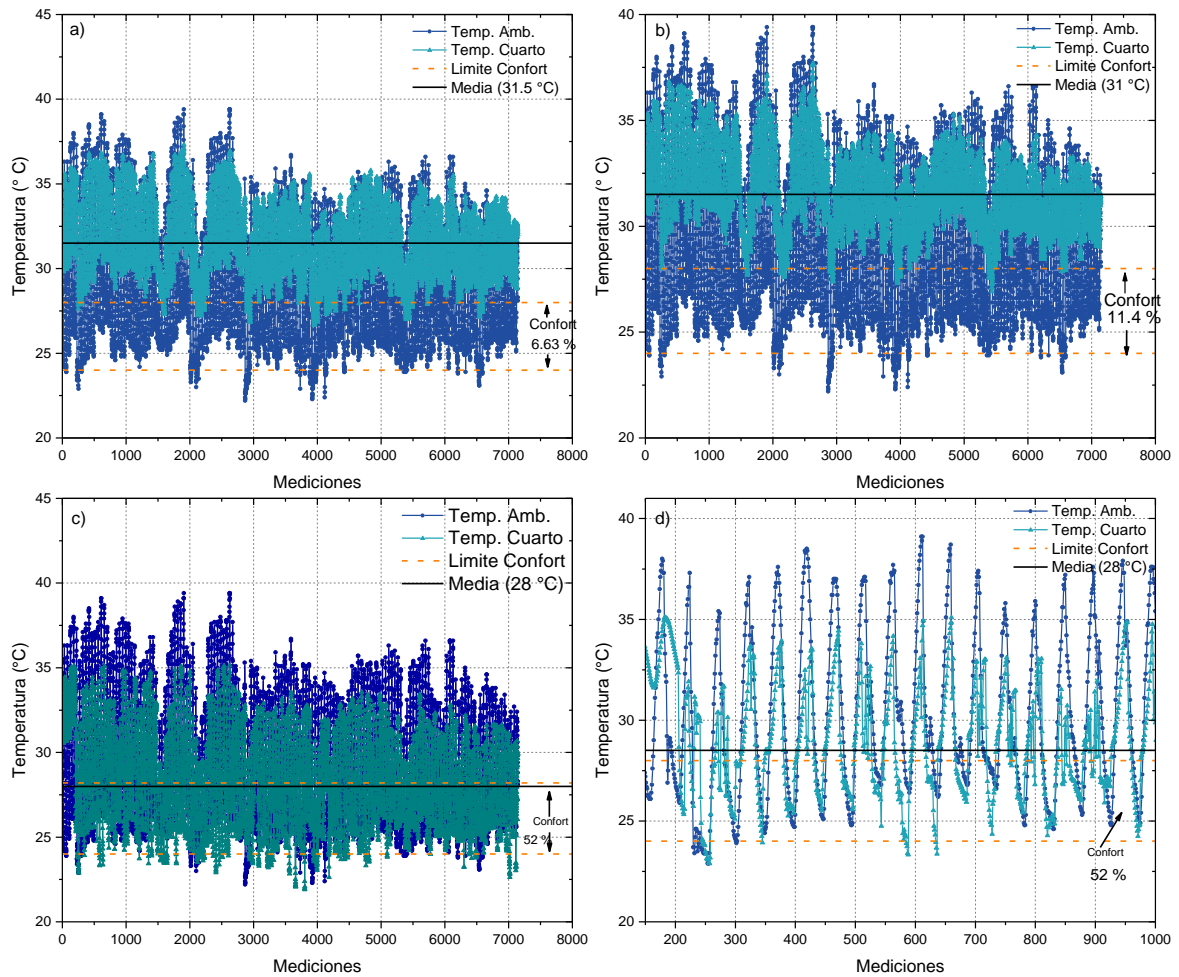 a)
Temp. Amb.
Temp. Cuarto
Limite Confort
Media (31.5 °C)
45
40
35
30
25
20
Temperatura (° C)
Confort
6.63 %
0 1000 2000 3000 4000 5000 6000 7000 8000
Mediciones
b)
Temp. Amb.
Temp. Cuarto
Limite Confort
Media (31 °C)
40
35
30
25
20
Temperatura (° C)
Confort
11.4 %
0 1000 2000 3000 4000 5000 6000 7000 8000
Mediciones
c)
Temp. Amb.
Temp. Cuarto
Limite Confort
Media (28 °C)
45
40
35
30
25
20
Temperatura (°C)
Confort
52 %
0 1000 2000 3000 4000 5000 6000 7000 8000
Mediciones
d)
Temp. Amb.
Temp. Cuarto
Limite Confort
Media (28 °C)
40
35
30
25
20
Temperatura (°C)
Confort
52 %
200 300 400 500 600 700 800 900 1000
Mediciones